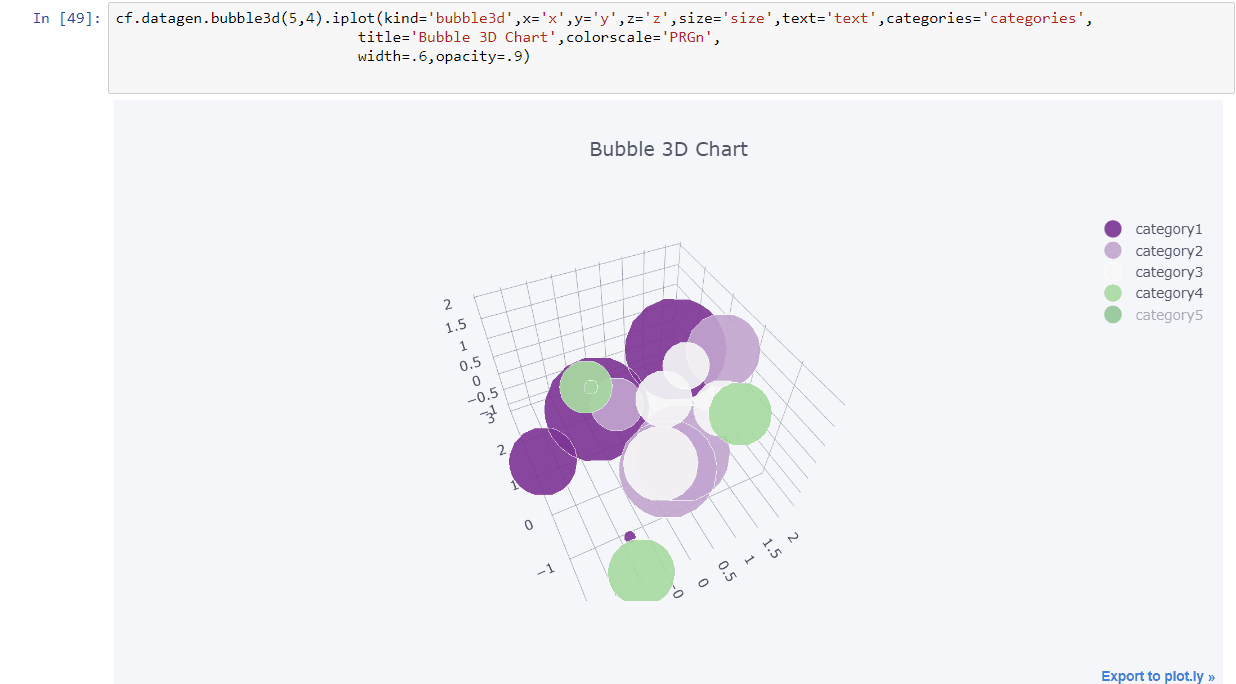 In [49]: cf.datagen.bubble3d(5,4).iplot(kind='bubble3d',x='x',y='y',z='z',size='size',text='text',categories='categories',
title='Bubble 3D Chart',colorscale='PRGn',
width=.6,opacity=.9)
Bubble 3D Chart
category1
category2
category3
category4
category5
2
1.5
1
0.5
0
−0.5
−1
3
2
1
0
−1
−0
0
0.5
1
1.5
2
Export to plot.ly »